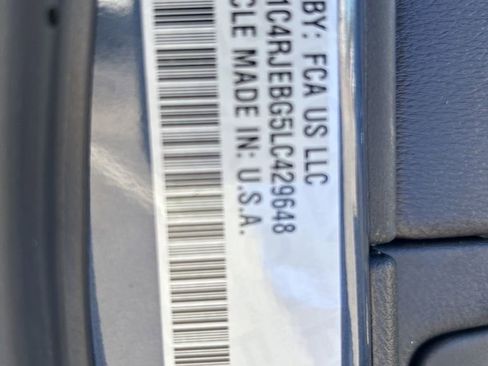 BY: FCA US LLC
1C4RJEBG5LC429648
CLE MADE IN: U.S.A.